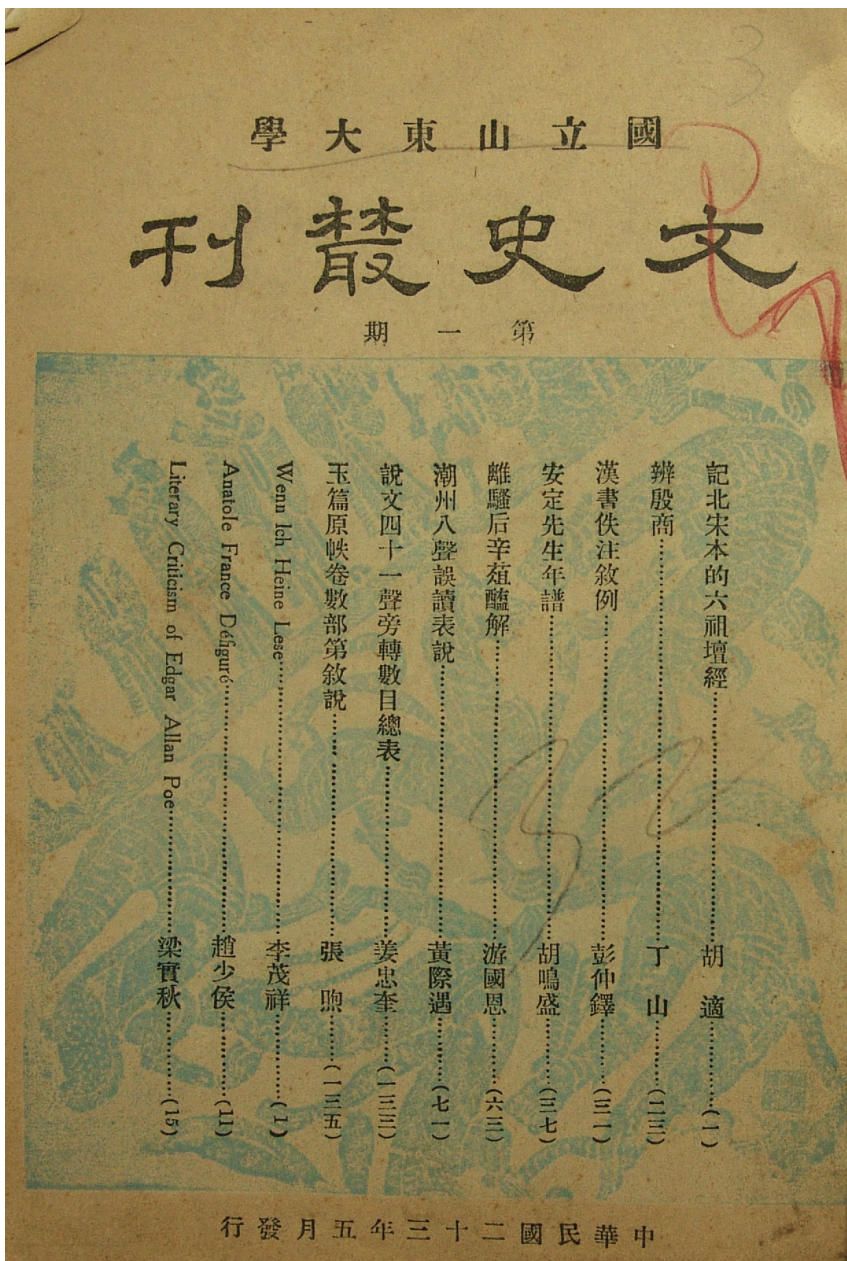 國立山東大學
文史叢刊
第一期
記北宋本的六祖壇經……胡適……(一)
辨殷商……丁山……(二三)
漢書佚注敘例……彭仲鐸……(三一)
安定先生年譜……胡鳴盛……(三七)
離騷后辛菹醢解……游國恩……(六三)
潮州八聲誤讀表說……黃際遇……(七一)
說文四十一聲旁轉數目總表……姜忠奎……(一三三)
玉篇原帙卷數部第敘說……張煦……(一三五)
Wenn Ich Heine Lese……李茂祥……(1)
Anatole France Défiguré……趙少侯……(11)
Literary Criticism of Edgar Allan Poe……梁實秋……(15)
中華民國二十三年五月發行